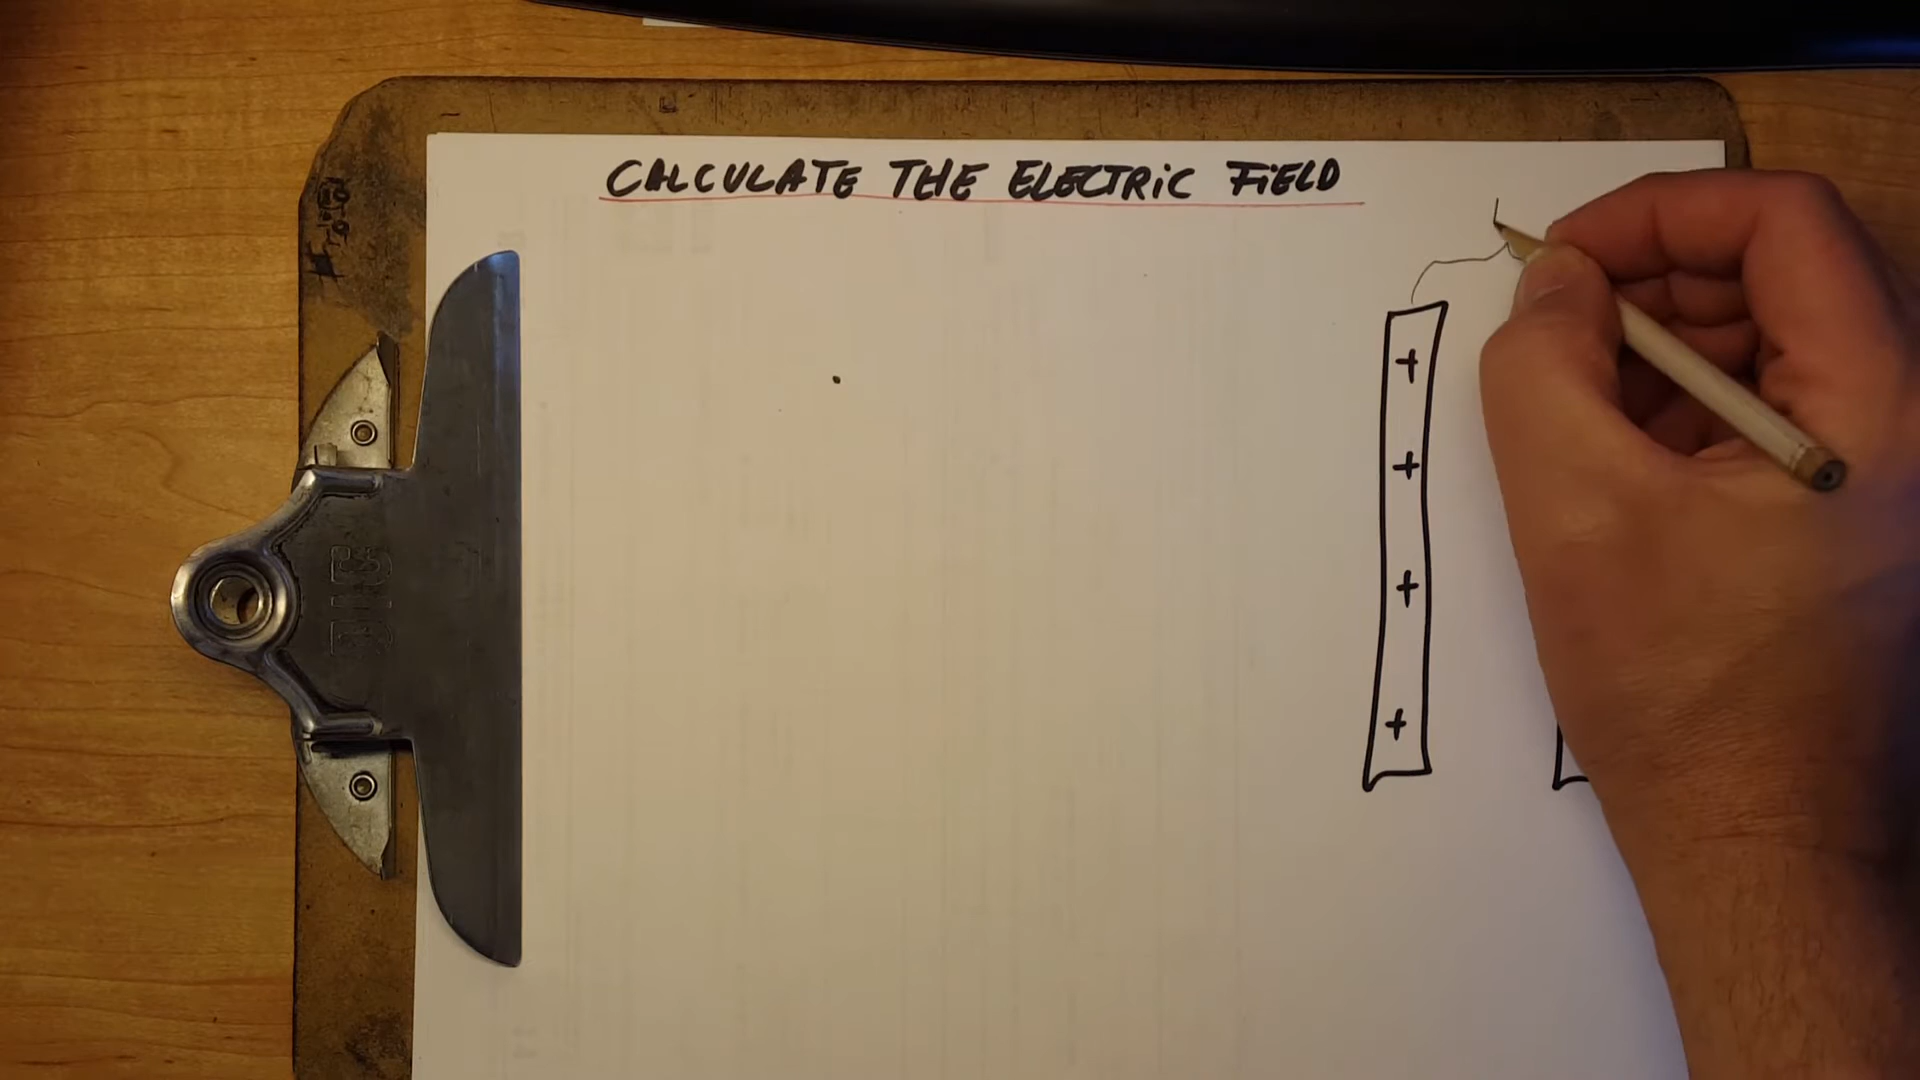 CALCULATE THE ELECTRIC FiELD
+
+
+
+